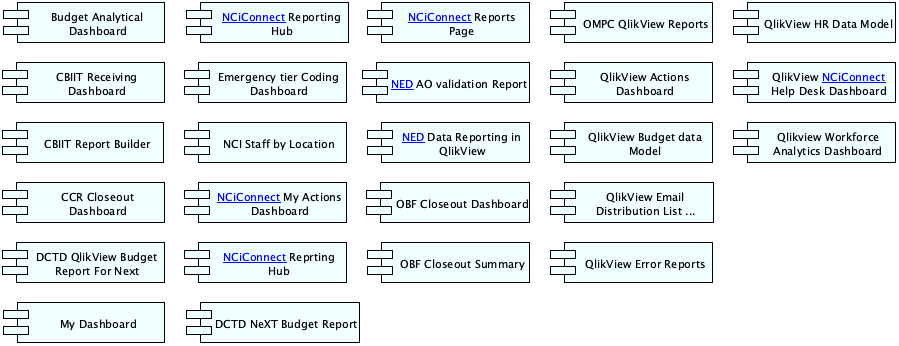 Budget Analytical
Dashboard
NCiConnect Reporting
Hub
NCiConnect Reports
Page
OMPC QlikView Reports
QlikView HR Data Model
CBIIT Receiving
Dashboard
Emergency tier Coding
Dashboard
NED AO validation Report
QlikView Actions
Dashboard
QlikView NCiConnect
Help Desk Dashboard
CBIIT Report Builder
NCI Staff by Location
NED Data Reporting in
QlikView
QlikView Budget data
Model
Qlikview Workforce
Analytics Dashboard
CCR Closeout
Dashboard
NCiConnect My Actions
Dashboard
OBF Closeout Dashboard
QlikView Email
Distribution List ...
DCTD QlikView Budget
Report For Next
NCiConnect Reprting
Hub
OBF Closeout Summary
QlikView Error Reports
My Dashboard
DCTD NeXT Budget Report